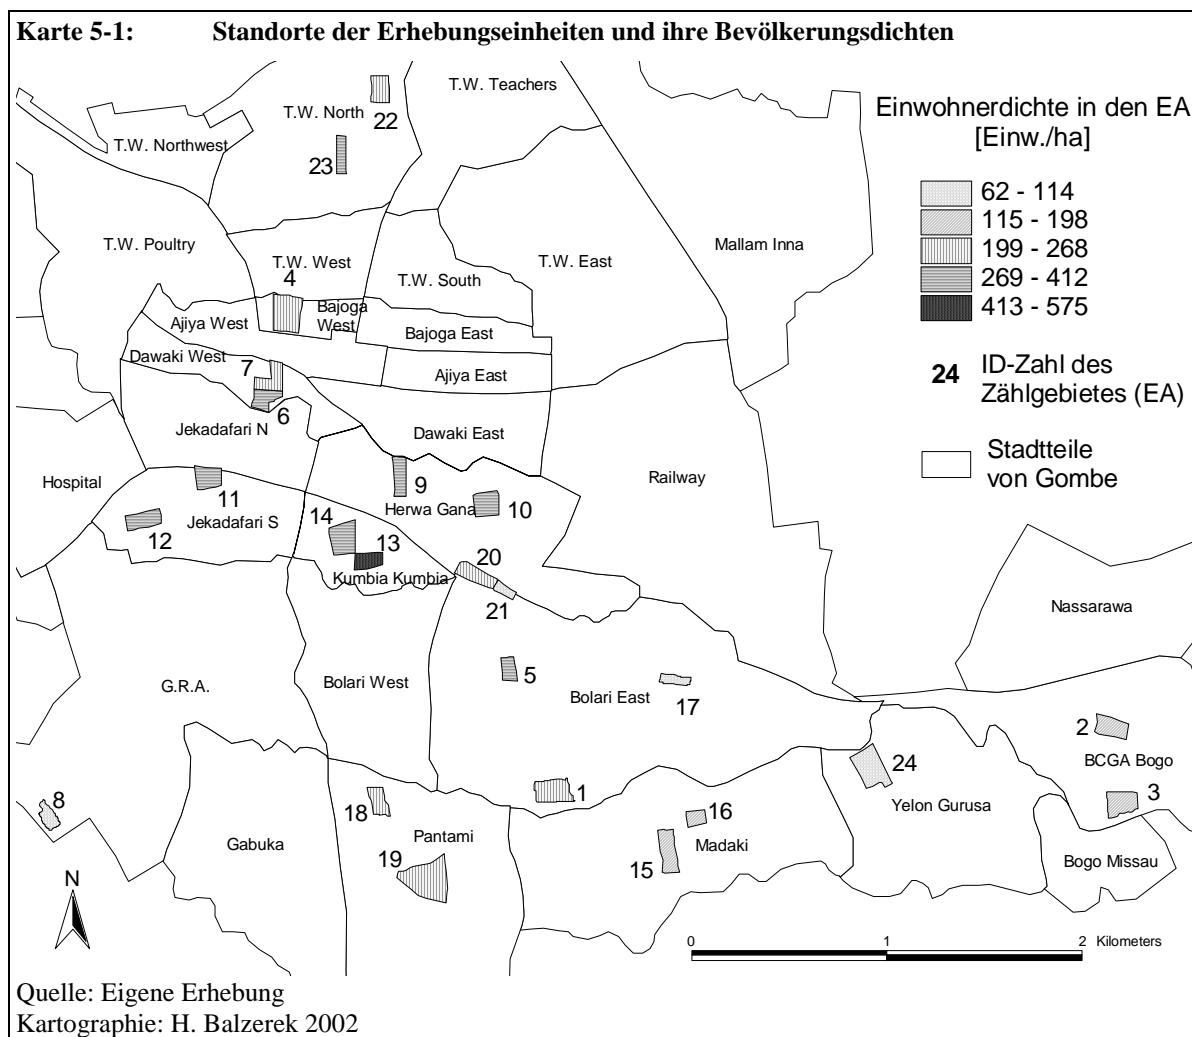 Karte 5-1: Standorte der Erhebungseinheiten und ihre Bevölkerungsdichten
T.W. Teachers
T.W. North
22
T.W. Northwest
23
T.W. Poultry
T.W. West
4
T.W. South
T.W. East
Mallam Inna
Ajiya West
Bajoga
West
Bajoga East
Dawaki West
7
Ajiya East
6
Jekadafari N
Dawaki East
Hospital
11
9
Herwa Gana
10
Railway
12
Jekadafari S
14
13
Kumbia Kumbia
20
21
Nassarawa
G.R.A.
Bolari West
5
Bolari East
17
2
BCGA Bogo
24
3
Yelon Gurusa
8
18
1
16
Gabuka
Pantami
15
Madaki
19
Bogo Missau
Einwohnerdichte in den EA
[Einw./ha]
62 - 114
115 - 198
199 - 268
269 - 412
413 - 575
24 ID-Zahl des
Zählgebietes (EA)
Stadtteile
von Gombe
N
0 1 2 Kilometers
Quelle: Eigene Erhebung
Kartographie: H. Balzerek 2002